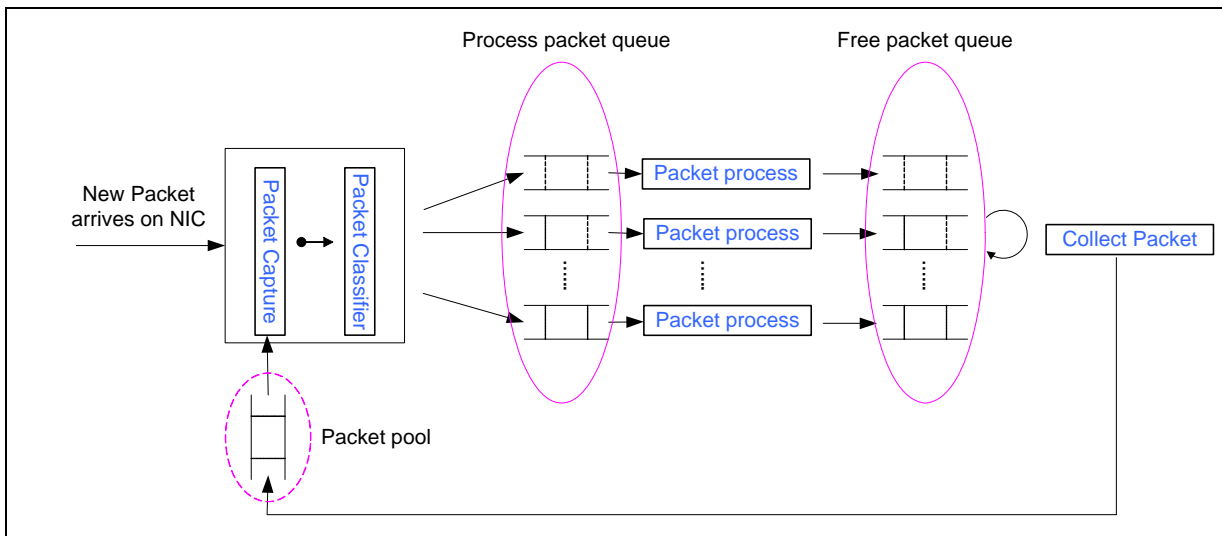 Process packet queue
Free packet queue
New Packet
arrives on NIC
Packet Capture
Packet Classifier
Packet process
Packet process
Packet process
Collect Packet
Packet pool